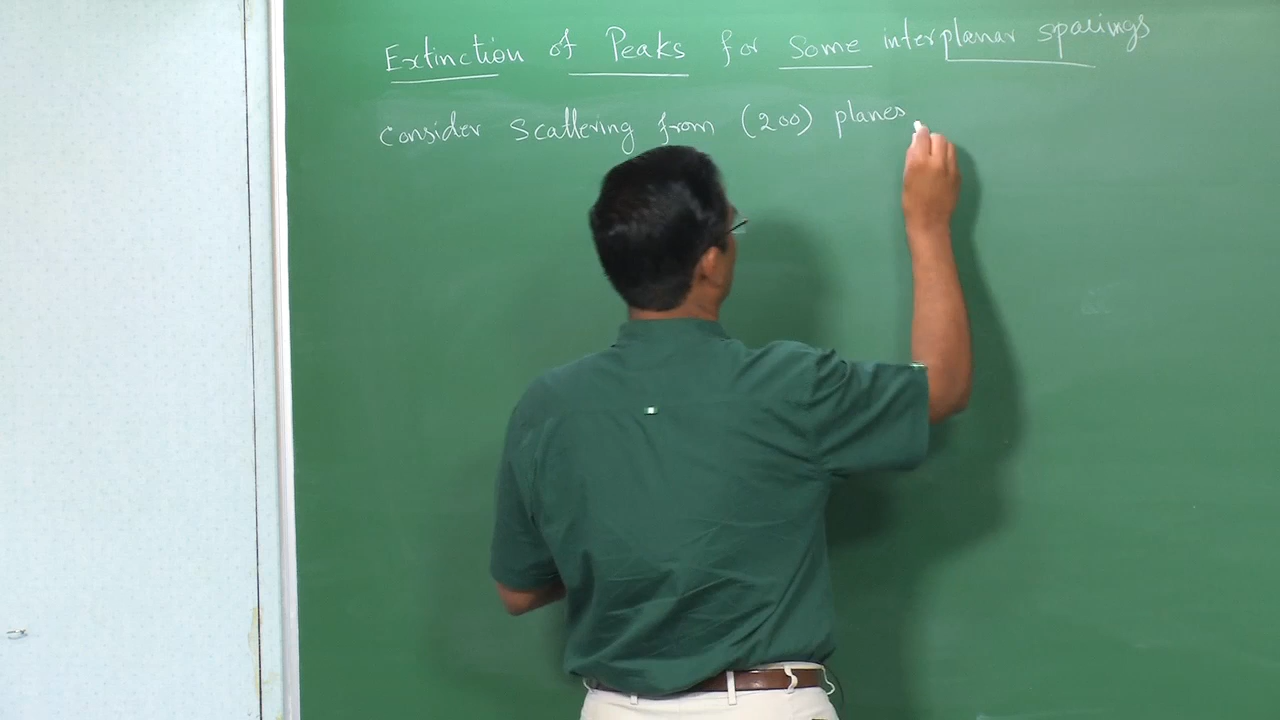 Extinction of Peaks for Some interplanar spacings
Consider Scattering from (200) planes